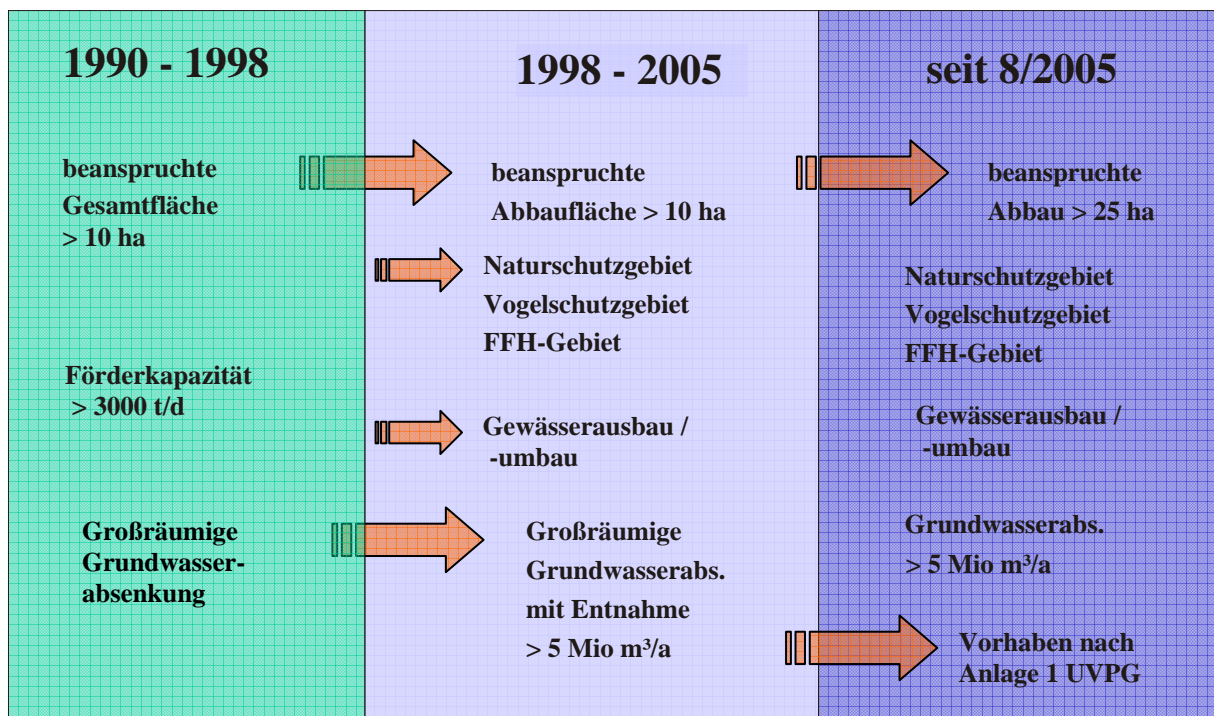 1990 - 1998
beanspruchte
Gesamtfläche
> 10 ha
Förderkapazität
> 3000 t/d
Großräumige
Grundwasser-
absenkung
1998 - 2005
beanspruchte
Abbaufläche > 10 ha
Naturschutzgebiet
Vogelschutzgebiet
FFH-Gebiet
Gewässerausbau /
-umbau
Großräumige
Grundwasserabs.
mit Entnahme
> 5 Mio m³/a
seit 8/2005
beanspruchte
Abbau > 25 ha
Naturschutzgebiet
Vogelschutzgebiet
FFH-Gebiet
Gewässerausbau /
-umbau
Grundwasserabs.
> 5 Mio m³/a
Vorhaben nach
Anlage 1 UVPG